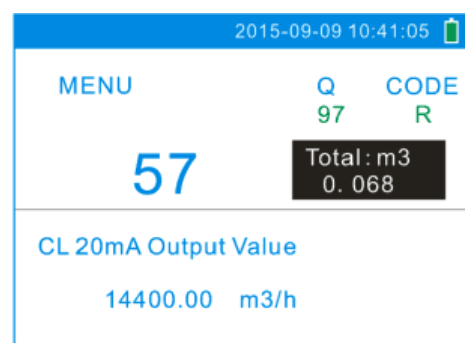 2015-09-09 10:41:05
MENU Q CODE
97 R
57 Total: m3
0.068
CL 20mA Output Value
14400.00 m3/h